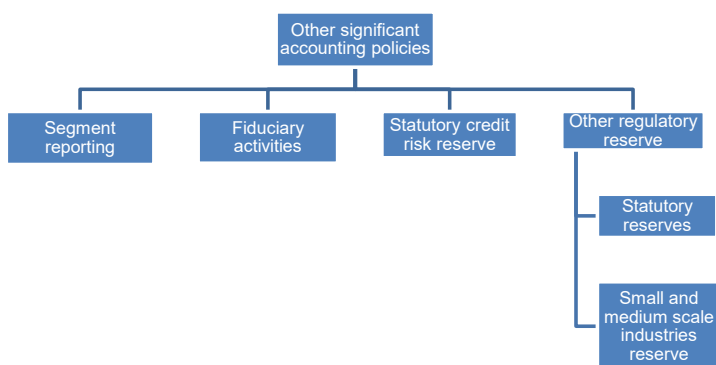 Other significant
accounting policies
Segment
reporting
Fiduciary
activities
Statutory credit
risk reserve
Other regulatory
reserve
Statutory
reserves
Small and
medium scale
industries
reserve